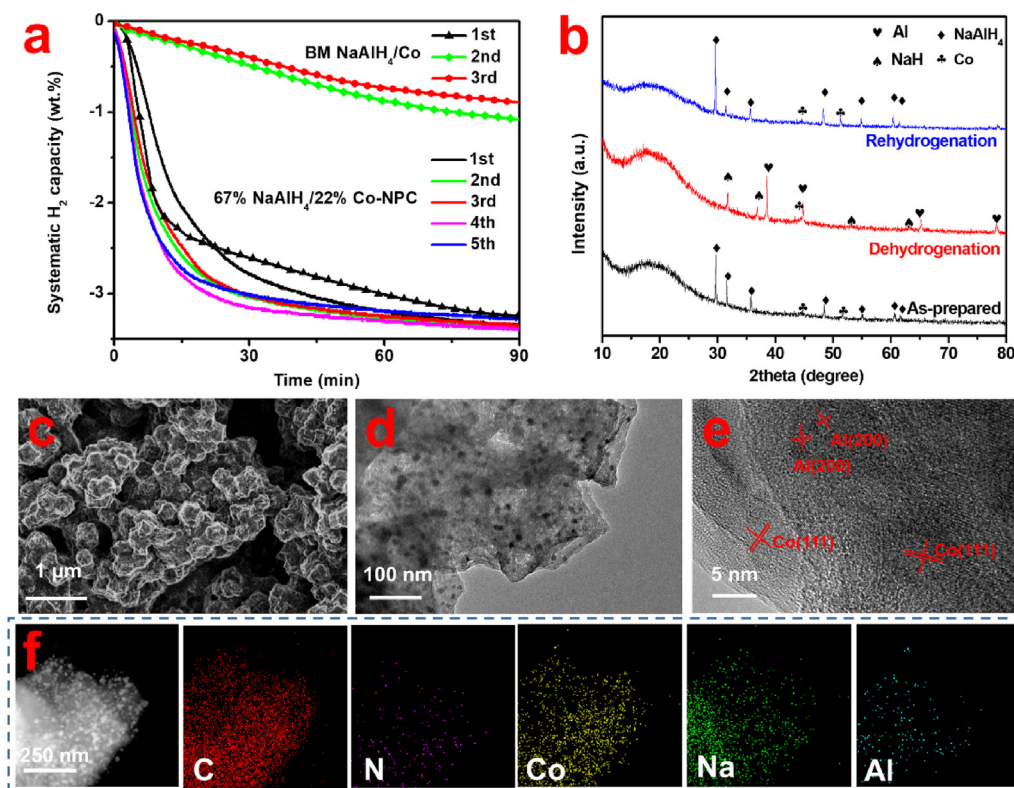 a
0
-1
-2
-3
Systematic H₂ capacity (wt.%)
0
30
60
90
Time (min)
BM NaAlH₄/Co
1st
2nd
3rd
67% NaAlH₄/22% Co-NPC
1st
2nd
3rd
4th
5th
b
♥ Al ♦ NaAlH₄
♠ NaH ♣ Co
Rehydrogenation
Dehydrogenation
As-prepared
Intensity (a.u.)
10 20 30 40 50 60 70 80
2theta (degree)
c
1 μm
d
100 nm
e
Al(200)
Al(200)
Co(111)
Co(111)
5 nm
f
250 nm
C
N
Co
Na
Al